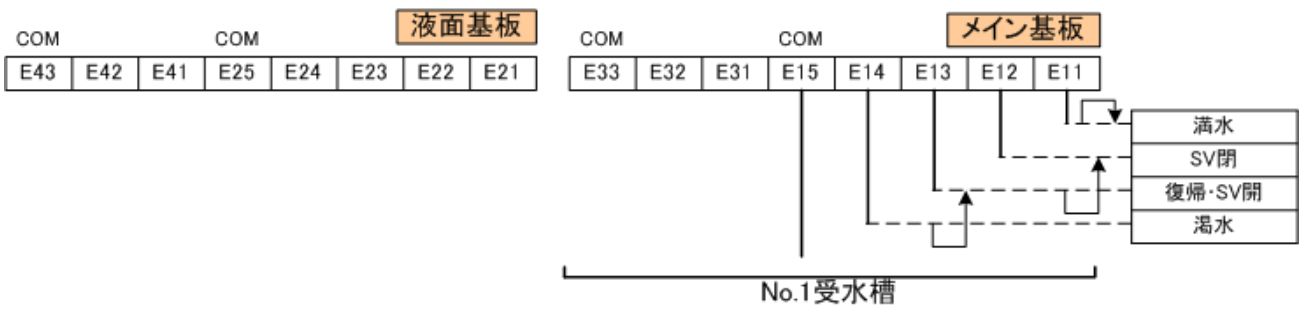 液面基板
メイン基板
COM COM COM COM
E43 E42 E41 E25 E24 E23 E22 E21 E33 E32 E31 E15 E14 E13 E12 E11
満水
SV閉
復帰・SV開
渇水
No.1受水槽